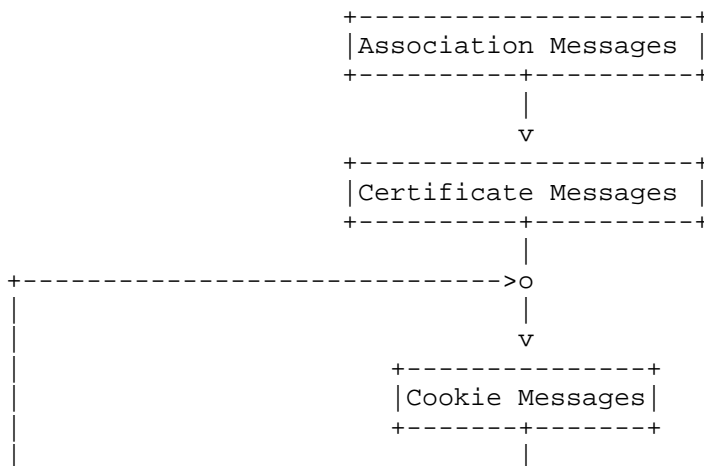 +---------------------+
|Association Messages |
+----------+----------+
|
v
+---------------------+
|Certificate Messages |
+----------+----------+
|
+------------------------------>o
| |
| v
| +---------------+
| |Cookie Messages|
| +-------+-------+
| |